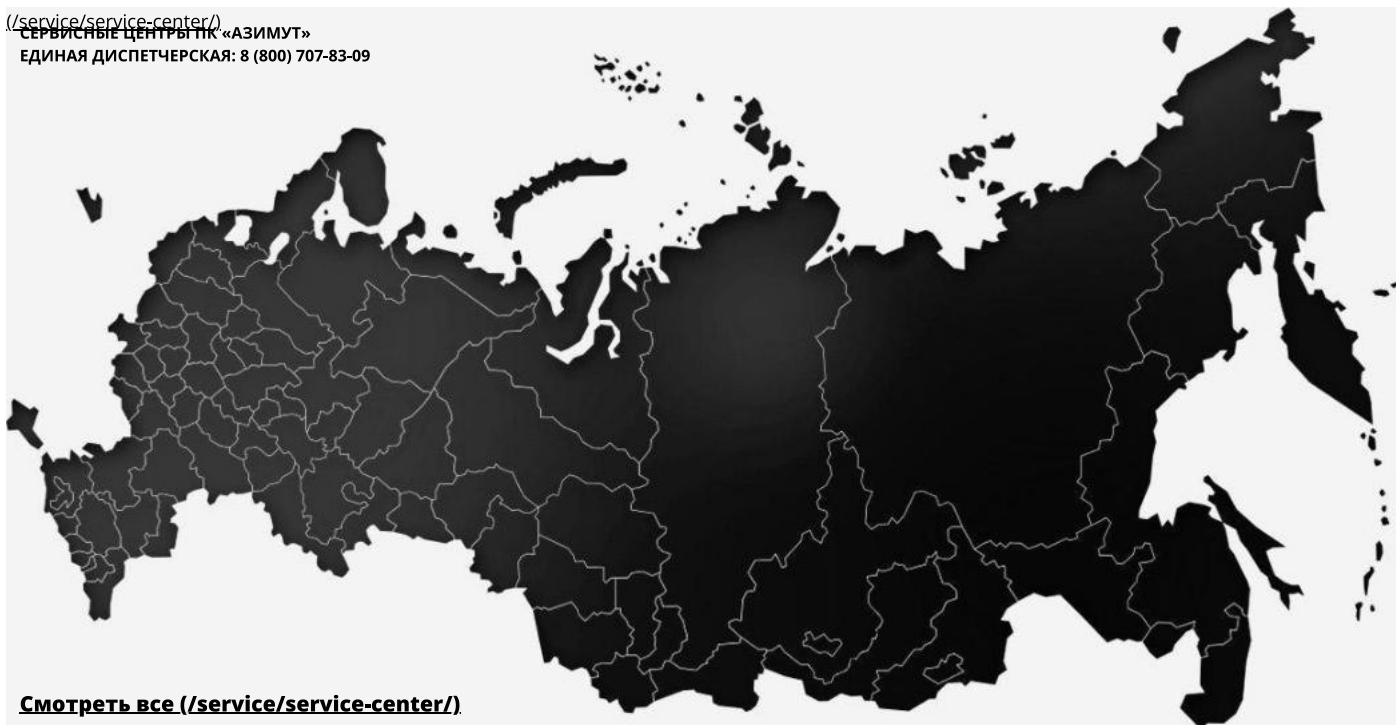 (/service/service-center/)
СЕРВИСНЫЕ ЦЕНТРЫ ПК «АЗИМУТ»
ЕДИНАЯ ДИСПЕТЧЕРСКАЯ: 8 (800) 707-83-09
Смотреть все (/service/service-center/)